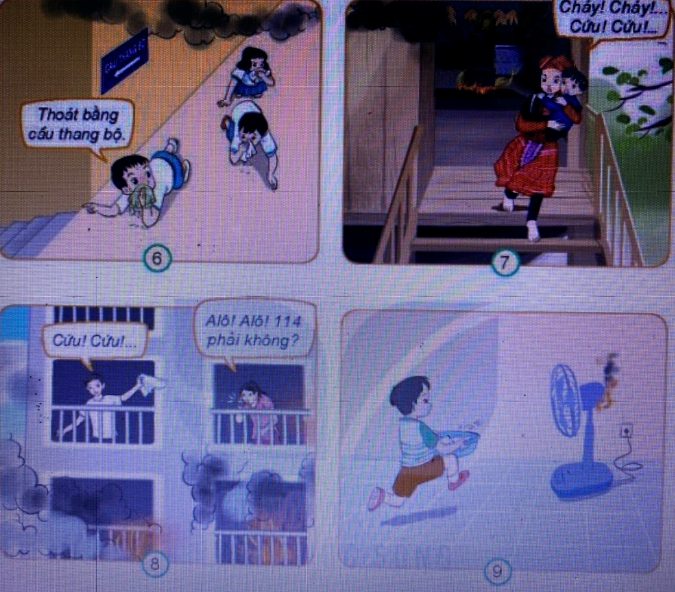 Thoát bằng
cầu thang bộ.
6
Cháy! Cháy!...
Cứu! Cứu!...
7
Cứu! Cứu!...
8
Alô! Alô! 114
phải không?
9